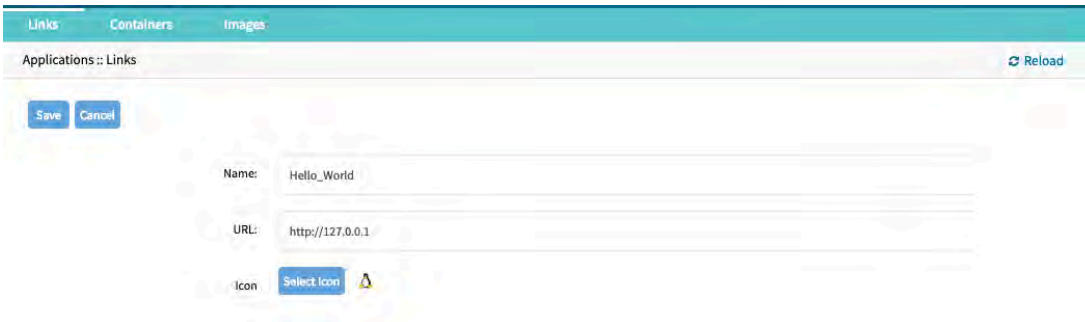 Links Containers Images
Applications :: Links Reload
Save Cancel
Name: Hello_World
URL: http://127.0.0.1
Icon Select Icon